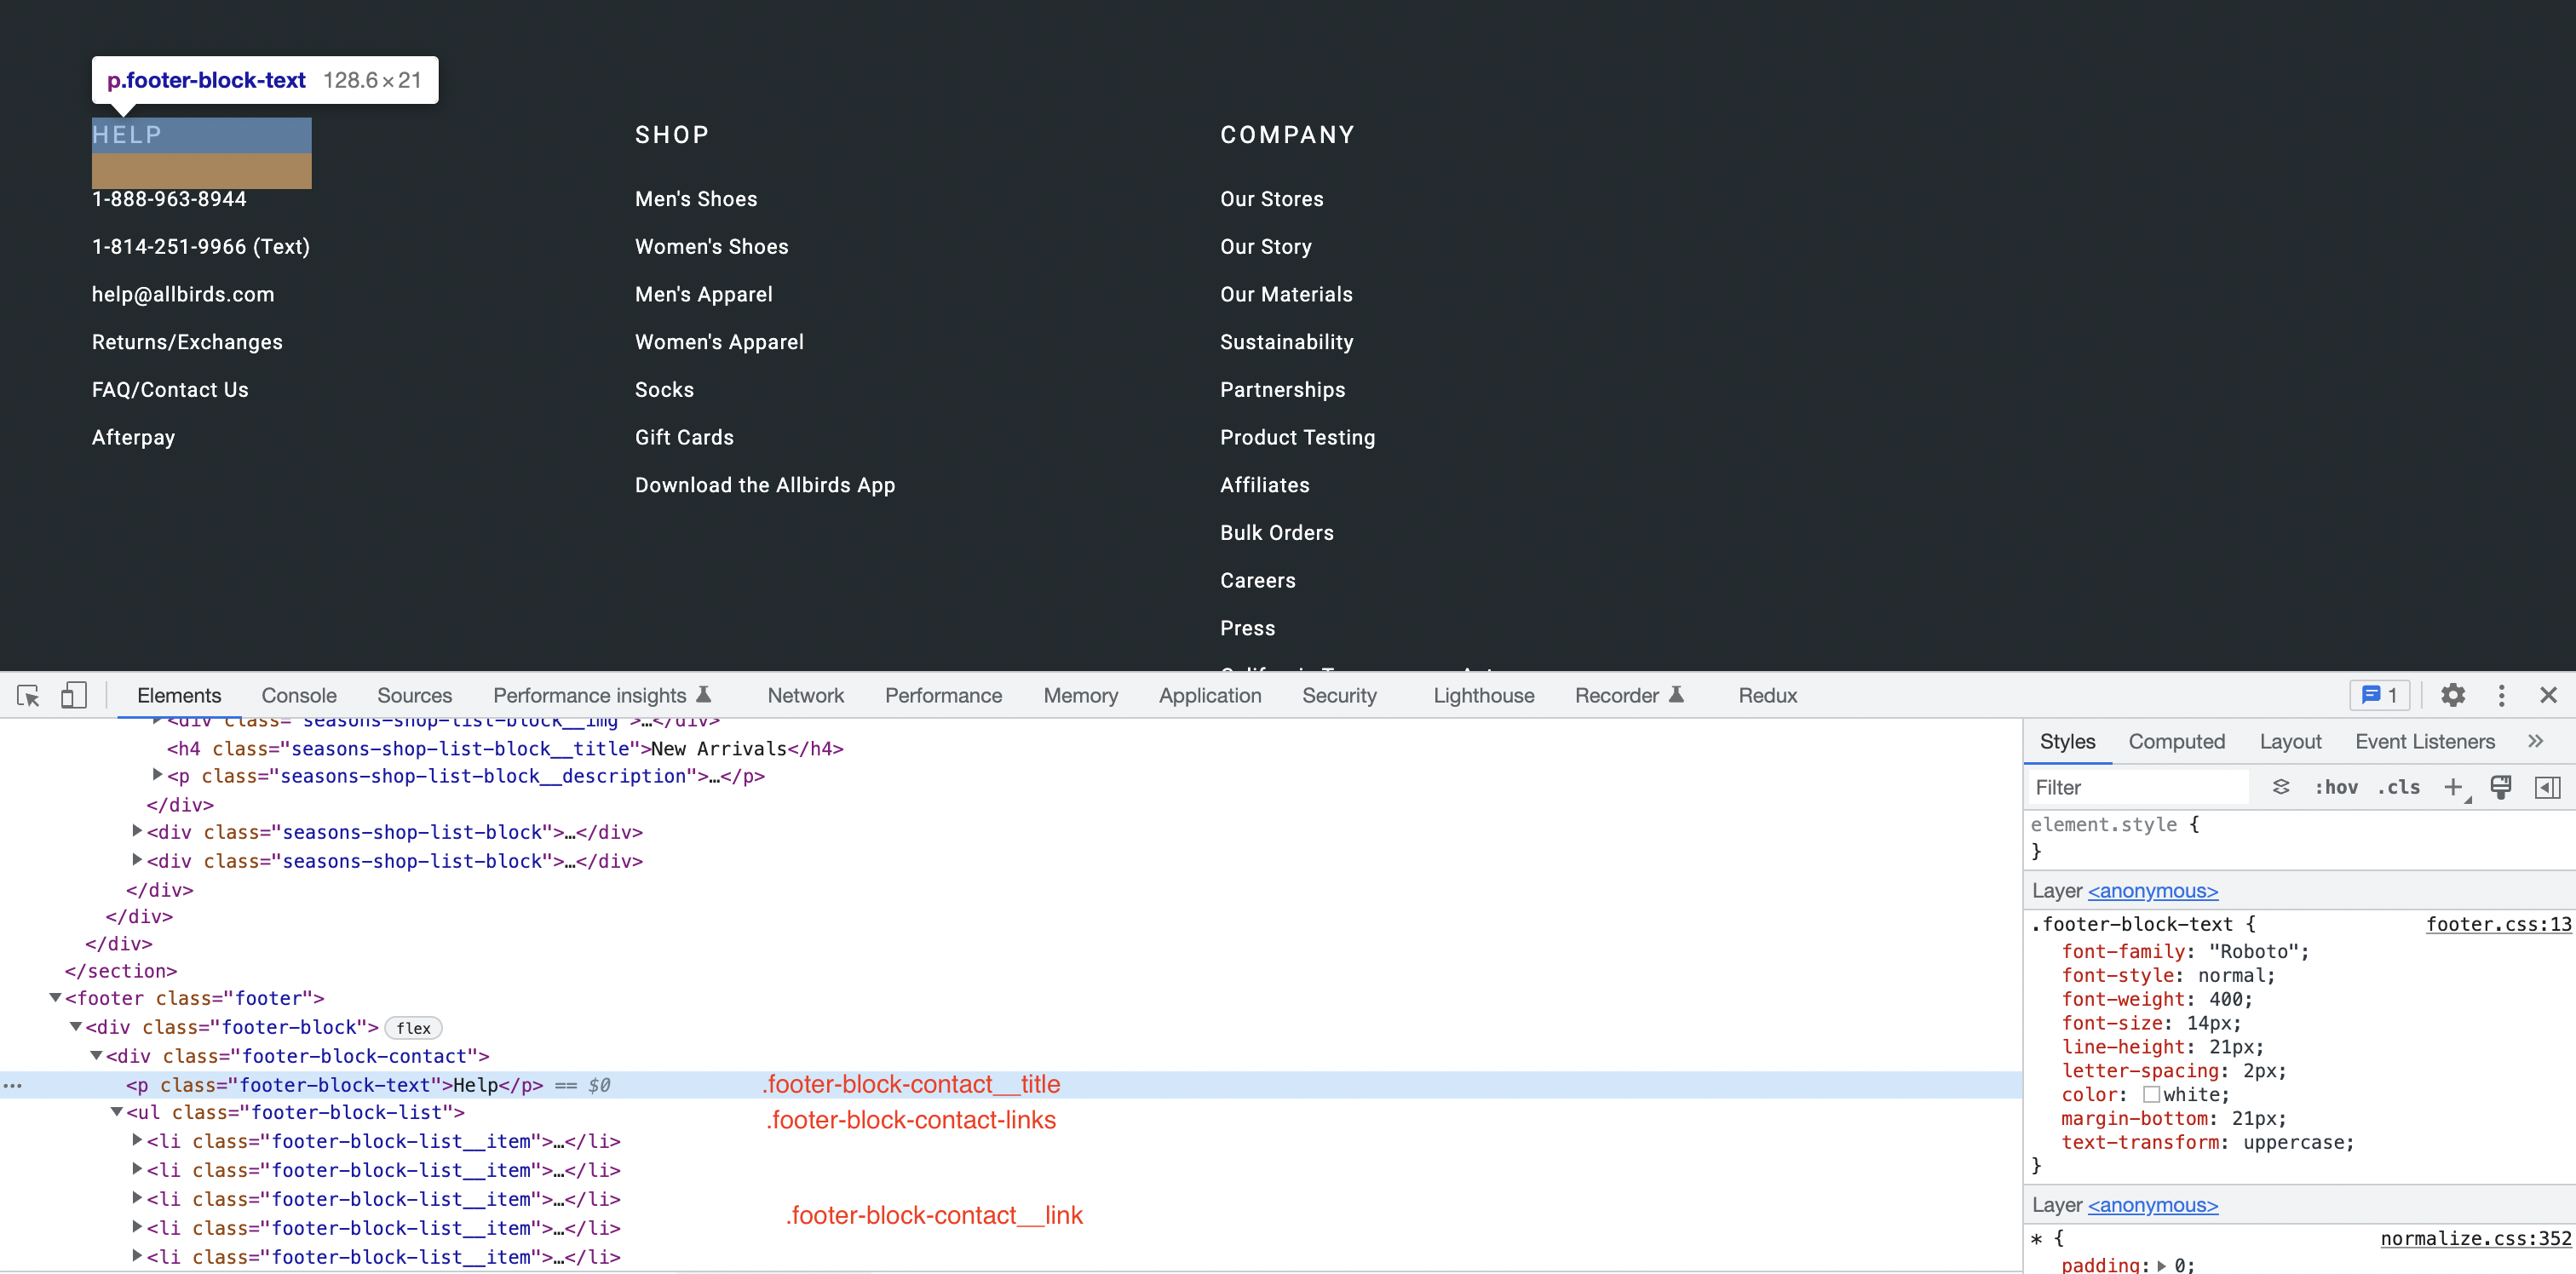 p.footer-block-text 128.6×21
HELP
1-888-963-8944
1-814-251-9966 (Text)
help@allbirds.com
Returns/Exchanges
FAQ/Contact Us
Afterpay
SHOP
Men's Shoes
Women's Shoes
Men's Apparel
Women's Apparel
Socks
Gift Cards
Download the Allbirds App
COMPANY
Our Stores
Our Story
Our Materials
Sustainability
Partnerships
Product Testing
Affiliates
Bulk Orders
Careers
Press
Elements Console Sources Performance insights Network Performance Memory Application Security Lighthouse Recorder Redux 1
<div class="seasons-shop-list-block__img">…</div>
<h4 class="seasons-shop-list-block__title">New Arrivals</h4>
<p class="seasons-shop-list-block__description">…</p>
</div>
<div class="seasons-shop-list-block">…</div>
<div class="seasons-shop-list-block">…</div>
</div>
</div>
</div>
</section>
<footer class="footer">
<div class="footer-block"> flex
<div class="footer-block-contact">
<p class="footer-block-text">Help</p> == $0 .footer-block-contact__title
<ul class="footer-block-list"> .footer-block-contact-links
<li class="footer-block-list__item">…</li>
<li class="footer-block-list__item">…</li>
<li class="footer-block-list__item">…</li>
.footer-block-contact__link
<li class="footer-block-list__item">…</li>
<li class="footer-block-list__item">…</li>
Styles Computed Layout Event Listeners »
Filter :hov .cls +
element.style {
}
Layer <anonymous>
.footer-block-text { footer.css:13
font-family: "Roboto";
font-style: normal;
font-weight: 400;
font-size: 14px;
line-height: 21px;
letter-spacing: 2px;
color: white;
margin-bottom: 21px;
text-transform: uppercase;
}
Layer <anonymous>
* { normalize.css:352
padding: 0;